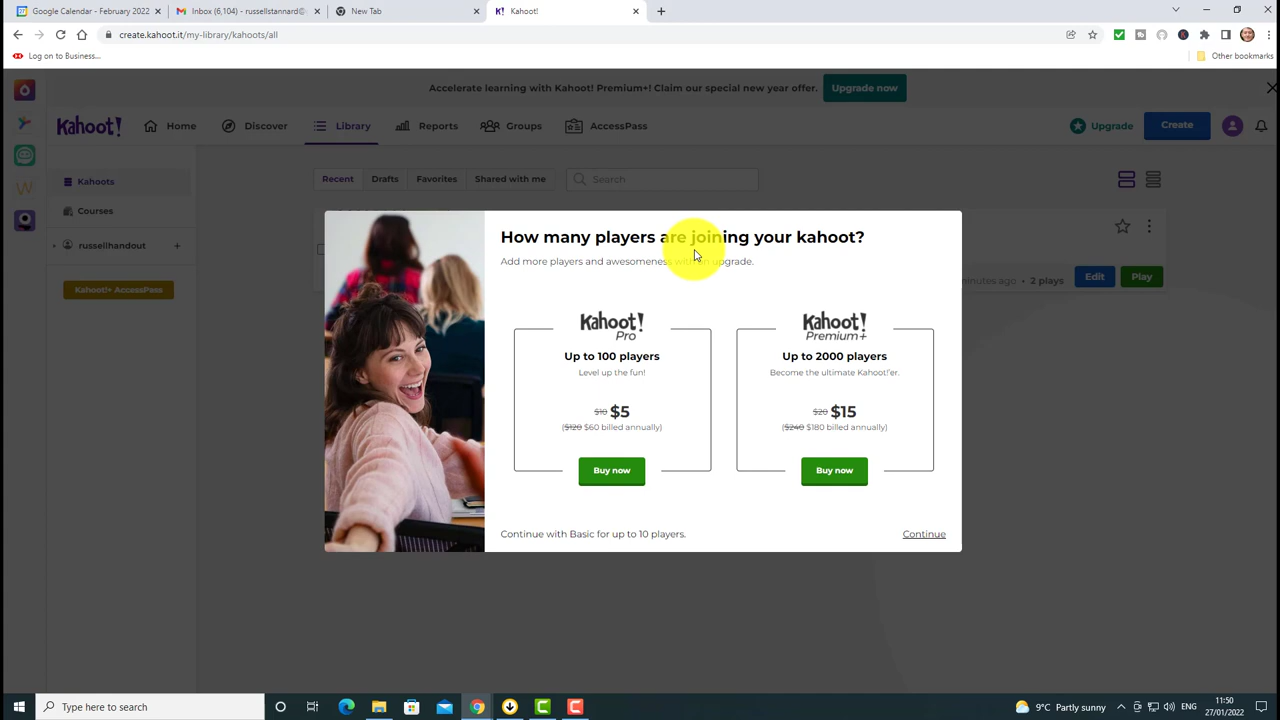 Google Calendar - February 2022
Inbox (6,104) - russellstannard@
New Tab
Kahoot!
create.kahoot.it/my-library/kahoots/all
Log on to Business...
Other bookmarks
Accelerate learning with Kahoot! Premium+! Claim our special new year offer.
Upgrade now
Kahoot!
Home
Discover
Library
Reports
Groups
AccessPass
Upgrade
Create
Kahoots
Courses
russellhandout
Kahoot!+ AccessPass
Recent
Drafts
Favorites
Shared with me
Search
minutes ago • 2 plays
Edit
Play
How many players are joining your kahoot?
Add more players and awesomeness with an upgrade.
Kahoot!
Pro
Up to 100 players
Level up the fun!
$10 $5
($120 $60 billed annually)
Buy now
Kahoot!
Premium+
Up to 2000 players
Become the ultimate Kahoot!'er.
$20 $15
($240 $180 billed annually)
Buy now
Continue with Basic for up to 10 players.
Continue
Type here to search
9°C Partly sunny
ENG
11:50
27/01/2022